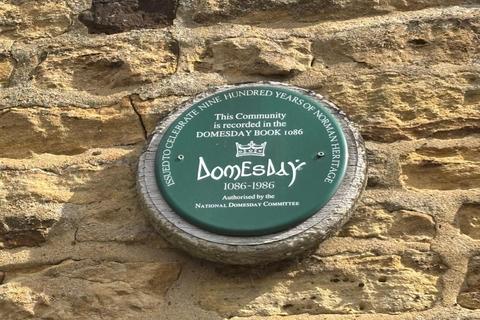 ISSUED TO CELEBRATE NINE HUNDRED YEARS OF NORMAN HERITAGE
This Community
is recorded in the
DOMESDAY BOOK 1086
DOMESDAY
1086-1986
Authorised by the
NATIONAL DOMESDAY COMMITTEE